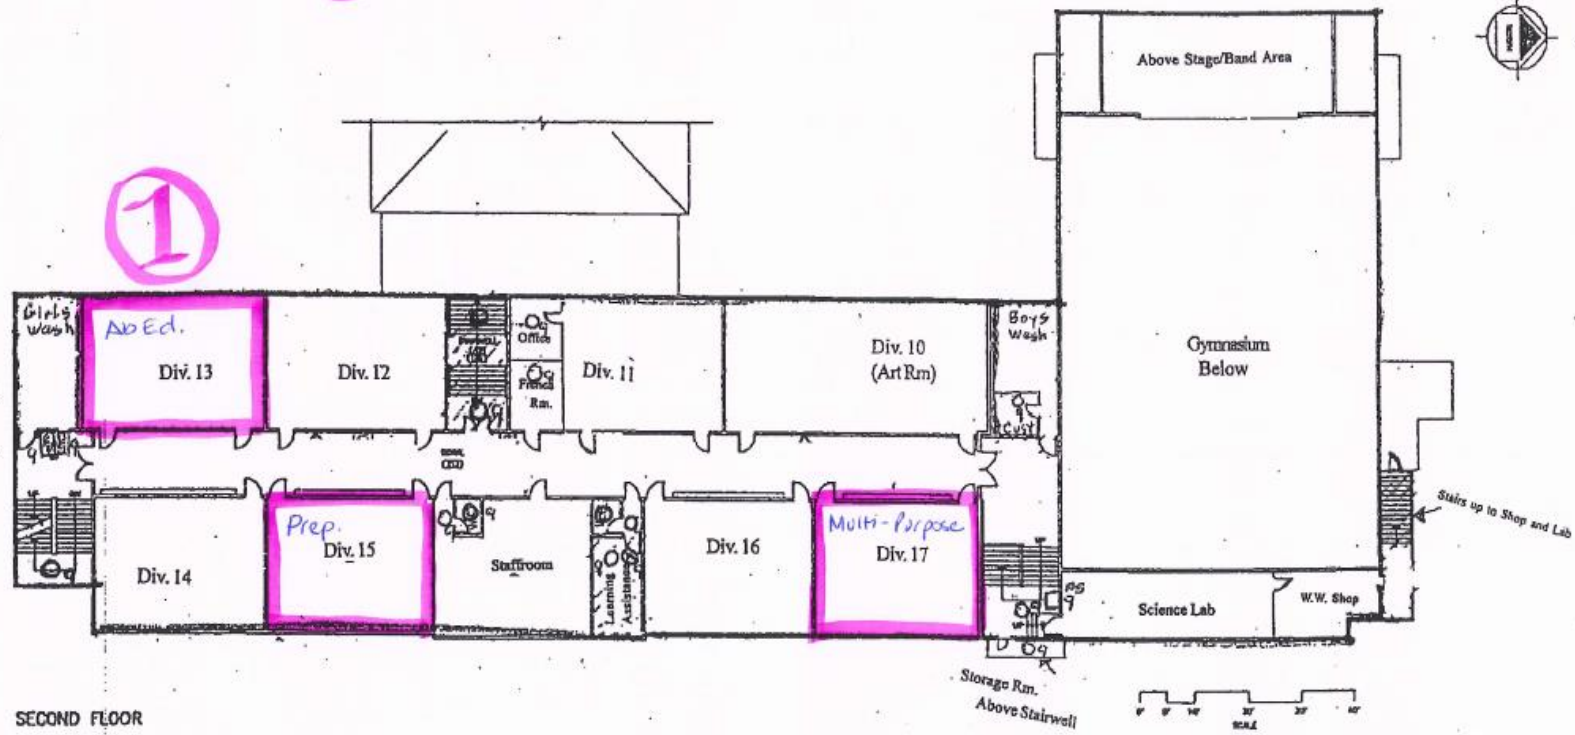 Above Stage/Band Area
1
Girls
Wash
Ab Ed.
Div. 13
Div. 12
Office
French
Rm.
Div. 11
Div. 10
(Art Rm)
Boys
Wash
Cust
Gymnasium
Below
Prep.
Div. 15
Multi-Purpose
Div. 17
Div. 14
Staffroom
Learning
Assistance
Div. 16
Stairs up to Shop and Lab
Science Lab
W.W. Shop
Storage Rm.
Above Stairwell
SECOND FLOOR
SCALE